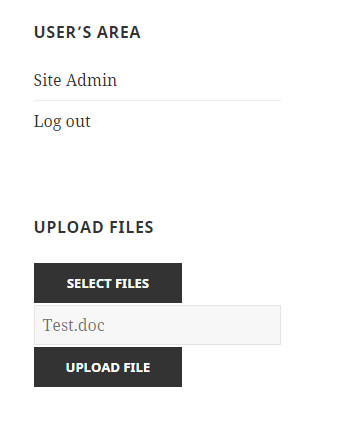 USER’S AREA
Site Admin
Log out
UPLOAD FILES
SELECT FILES
Test.doc
UPLOAD FILE